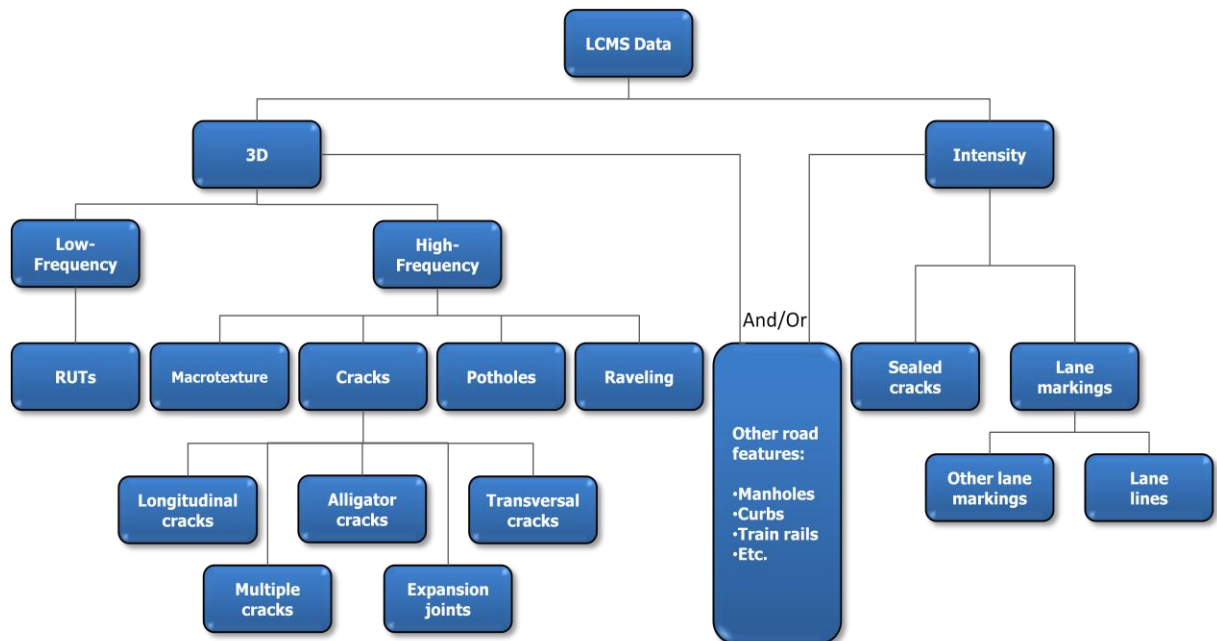 LCMS Data
3D
Intensity
Low-
Frequency
High-
Frequency
And/Or
RUTs
Macrotexture
Cracks
Potholes
Raveling
Sealed
cracks
Lane
markings
Other road
features:
•Manholes
•Curbs
•Train rails
•Etc.
Longitudinal
cracks
Alligator
cracks
Transversal
cracks
Other lane
markings
Lane
lines
Multiple
cracks
Expansion
joints